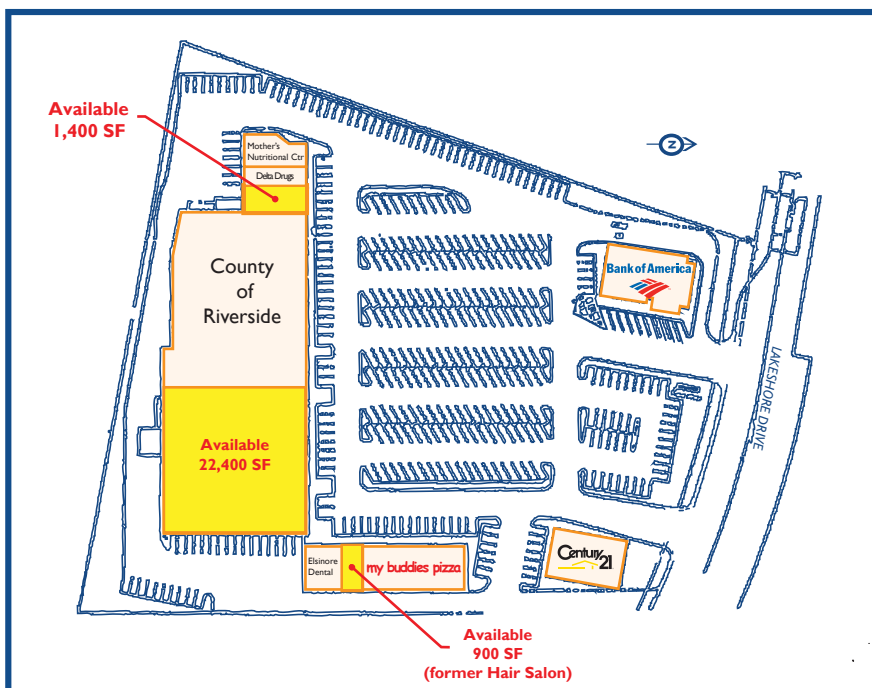 Available
1,400 SF
Mother's
Nutritional Ctr
Delta Drugs
N
County
of
Riverside
Bank of America
LAKESHORE DRIVE
Available
22,400 SF
Elsinore
Dental
my buddies pizza
Century
21
Available
900 SF
(former Hair Salon)